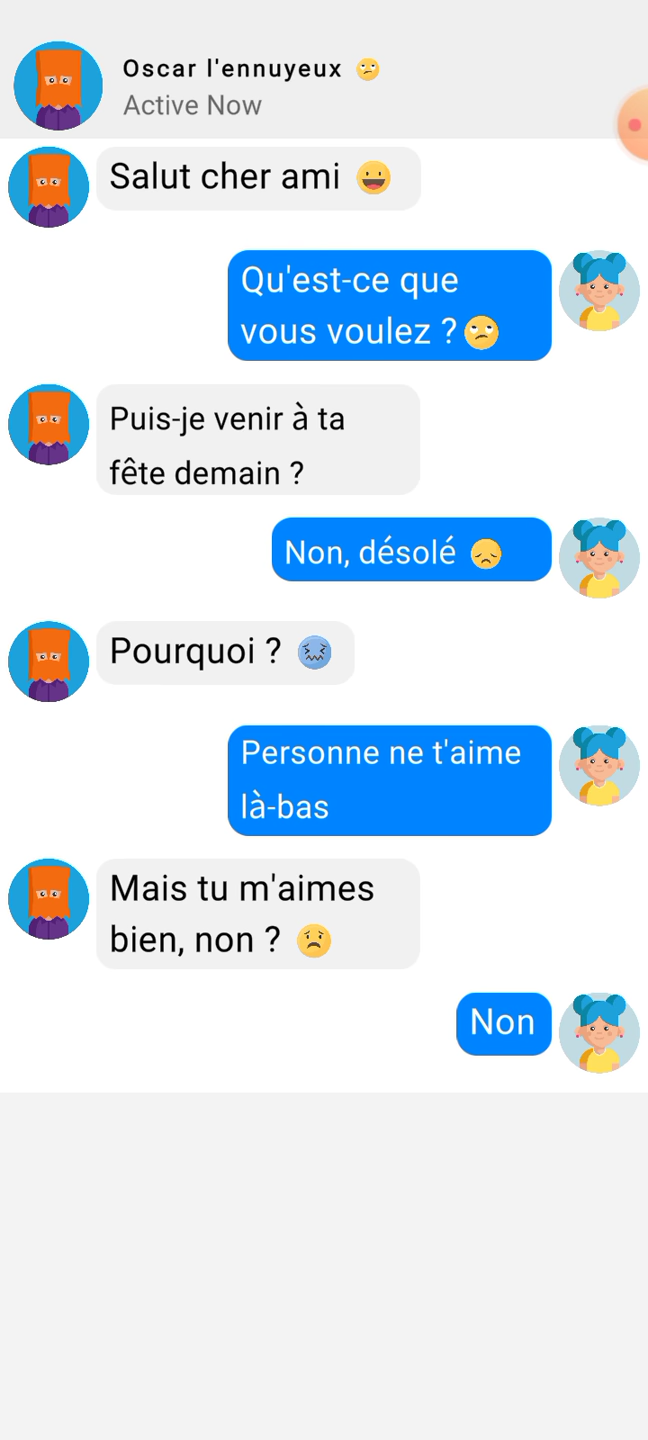 Oscar l'ennuyeux 🙄
Active Now
Salut cher ami 😀
Qu'est-ce que
vous voulez ?🙄
Puis-je venir à ta
fête demain ?
Non, désolé 😞
Pourquoi ? 😖
Personne ne t'aime
là-bas
Mais tu m'aimes
bien, non ? 😟
Non